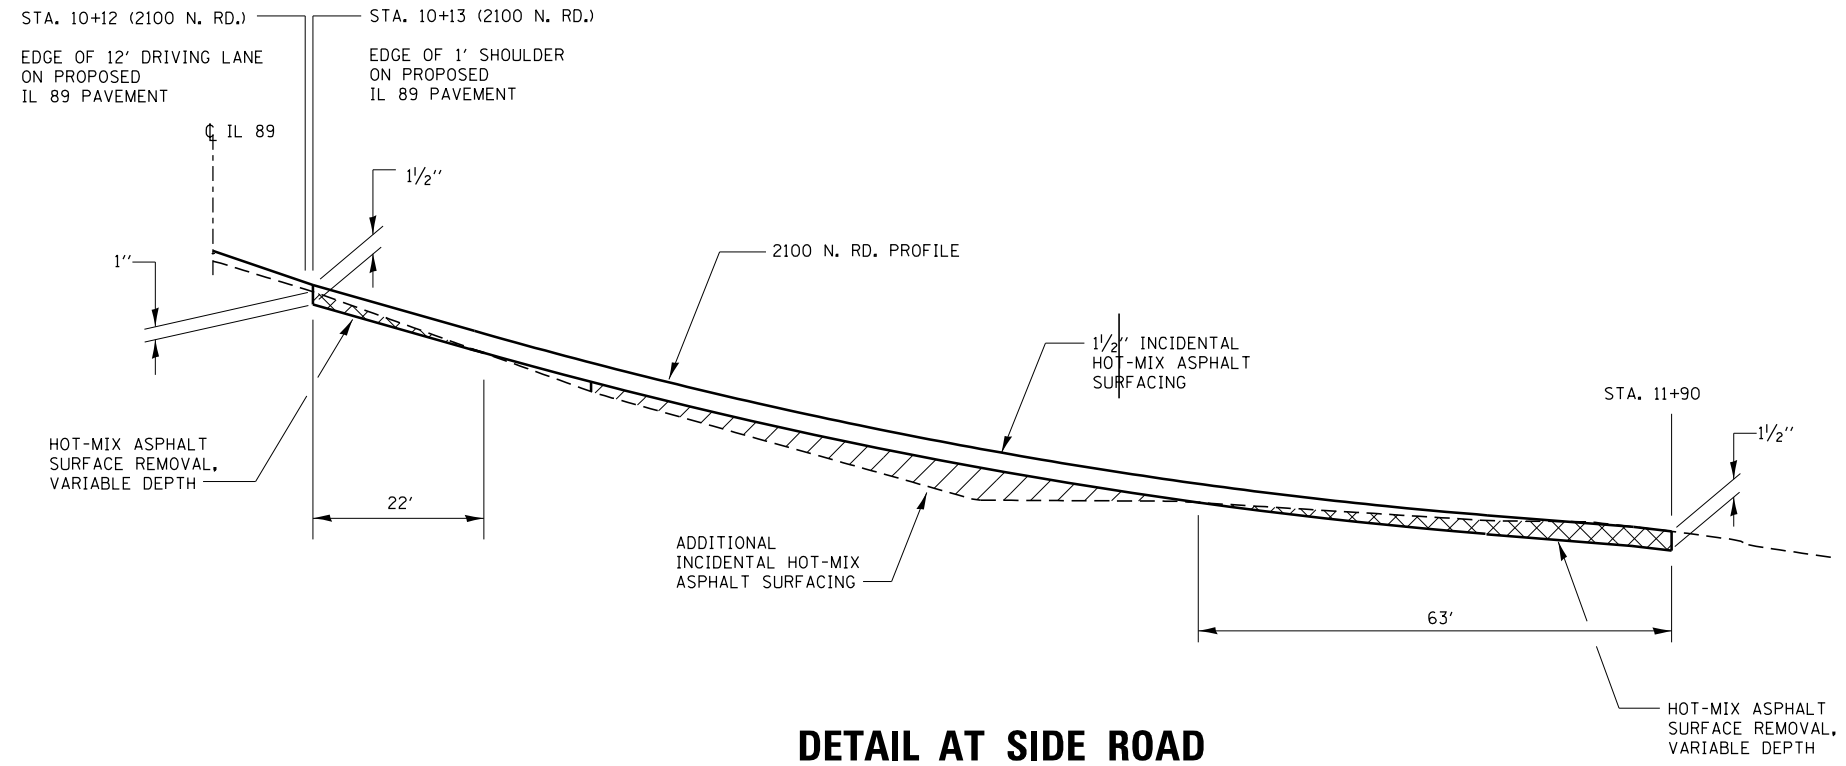 STA. 10+12 (2100 N. RD.)
EDGE OF 12' DRIVING LANE
ON PROPOSED
IL 89 PAVEMENT
STA. 10+13 (2100 N. RD.)
EDGE OF 1' SHOULDER
ON PROPOSED
IL 89 PAVEMENT
℄ IL 89
1½''
1''
2100 N. RD. PROFILE
1½'' INCIDENTAL
HOT-MIX ASPHALT
SURFACING
STA. 11+90
1½''
HOT-MIX ASPHALT
SURFACE REMOVAL,
VARIABLE DEPTH
22'
ADDITIONAL
INCIDENTAL HOT-MIX
ASPHALT SURFACING
63'
HOT-MIX ASPHALT
SURFACE REMOVAL,
VARIABLE DEPTH
DETAIL AT SIDE ROAD